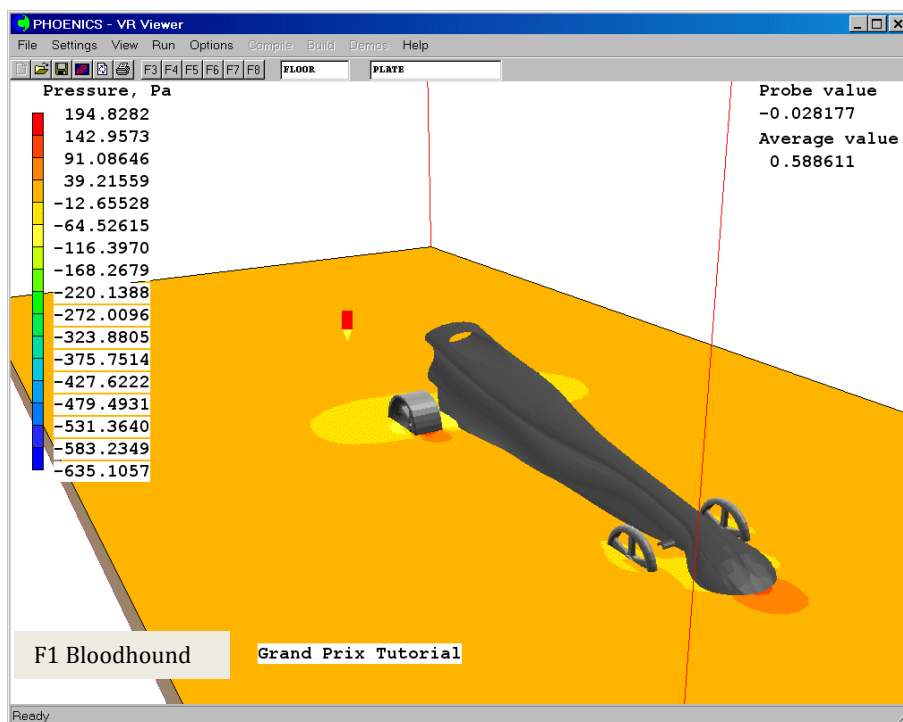 PHOENICS - VR Viewer
File Settings View Run Options Compile Build Demos Help
F3 F4 F5 F6 F7 F8 FLOOR PLATE
Pressure, Pa
194.8282
142.9573
91.08646
39.21559
-12.65528
-64.52615
-116.3970
-168.2679
-220.1388
-272.0096
-323.8805
-375.7514
-427.6222
-479.4931
-531.3640
-583.2349
-635.1057
Probe value
-0.028177
Average value
0.588611
F1 Bloodhound
Grand Prix Tutorial
Ready